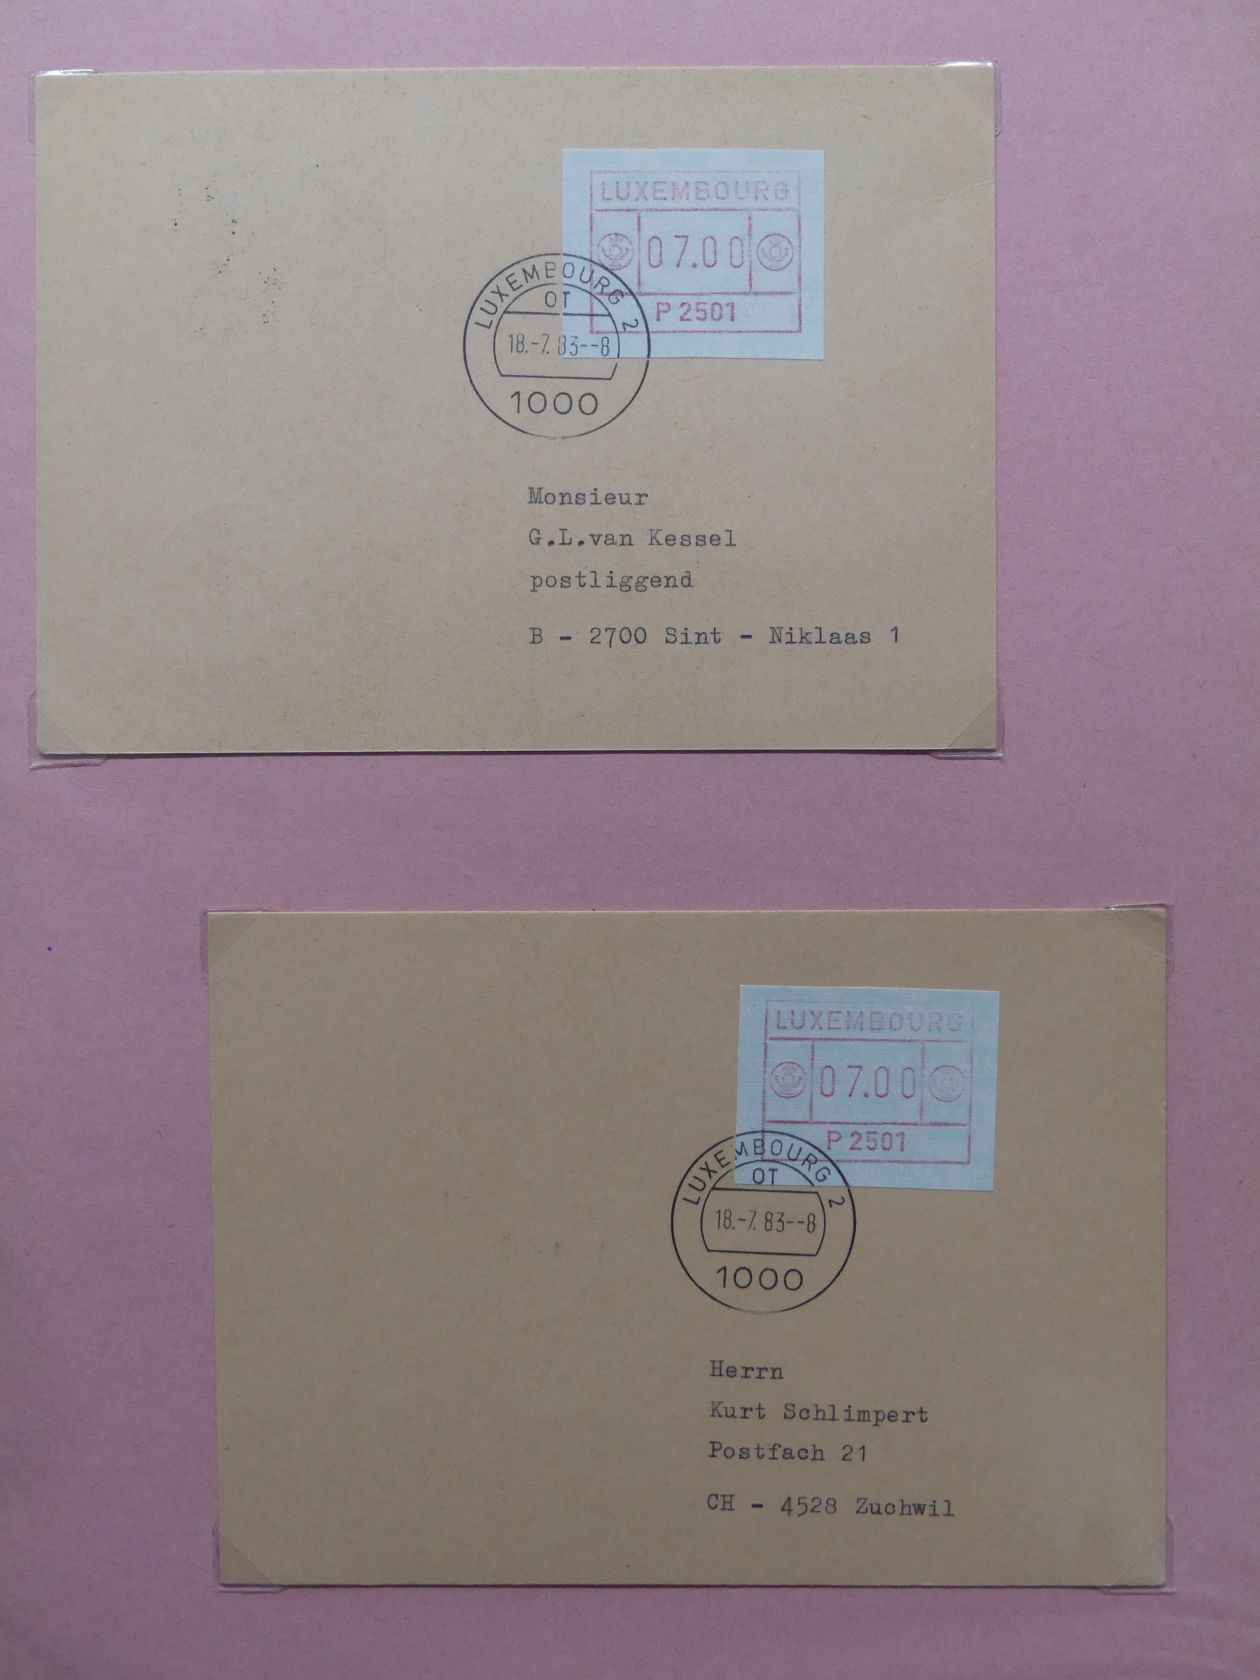 LUXEMBOURG
07.00
P 2501
LUXEMBOURG 2
OT
18.-7.83--8
1000
Monsieur
G.L.van Kessel
postliggend
B - 2700 Sint - Niklaas 1
LUXEMBOURG
07.00
P 2501
LUXEMBOURG 2
OT
18.-7.83--8
1000
Herrn
Kurt Schlimpert
Postfach 21
CH - 4528 Zuchwil